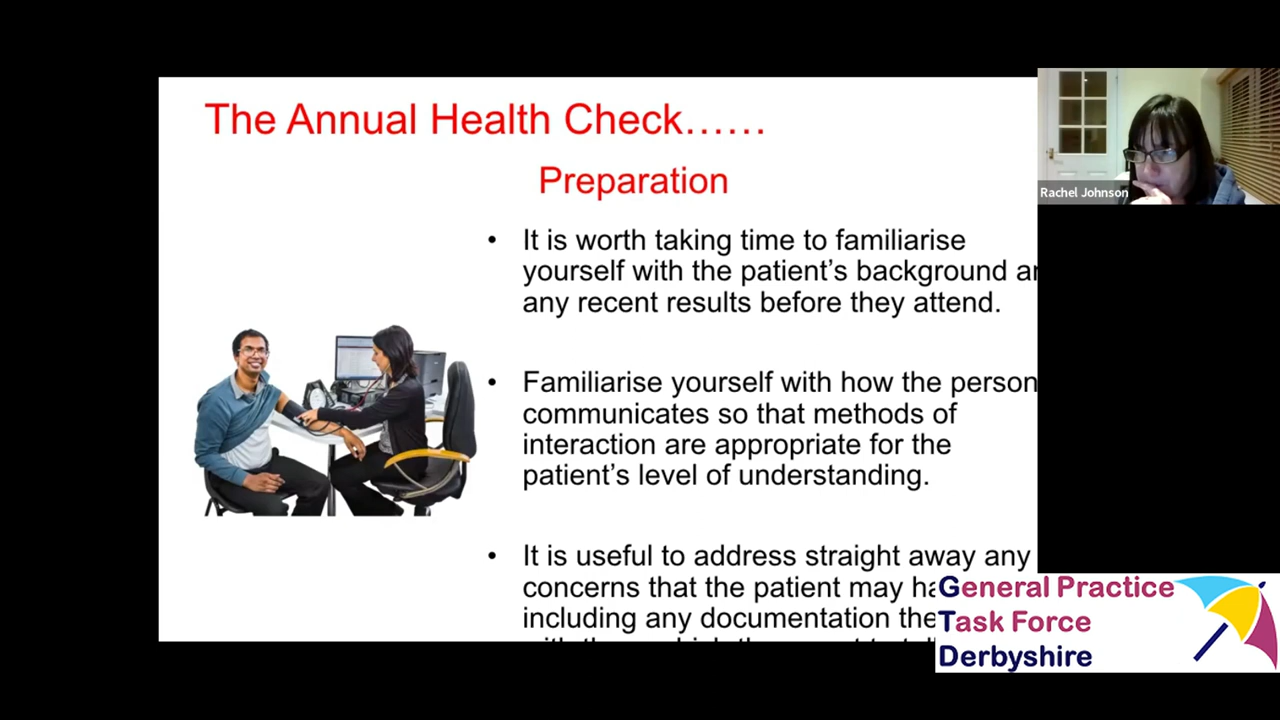 The Annual Health Check……
Preparation
• It is worth taking time to familiarise
yourself with the patient’s background
any recent results before they attend.
• Familiarise yourself with how the person
communicates so that methods of
interaction are appropriate for the
patient’s level of understanding.
• It is useful to address straight away any
concerns that the patient may
including any documentation
Rachel Johnson
General Practice
Task Force
Derbyshire